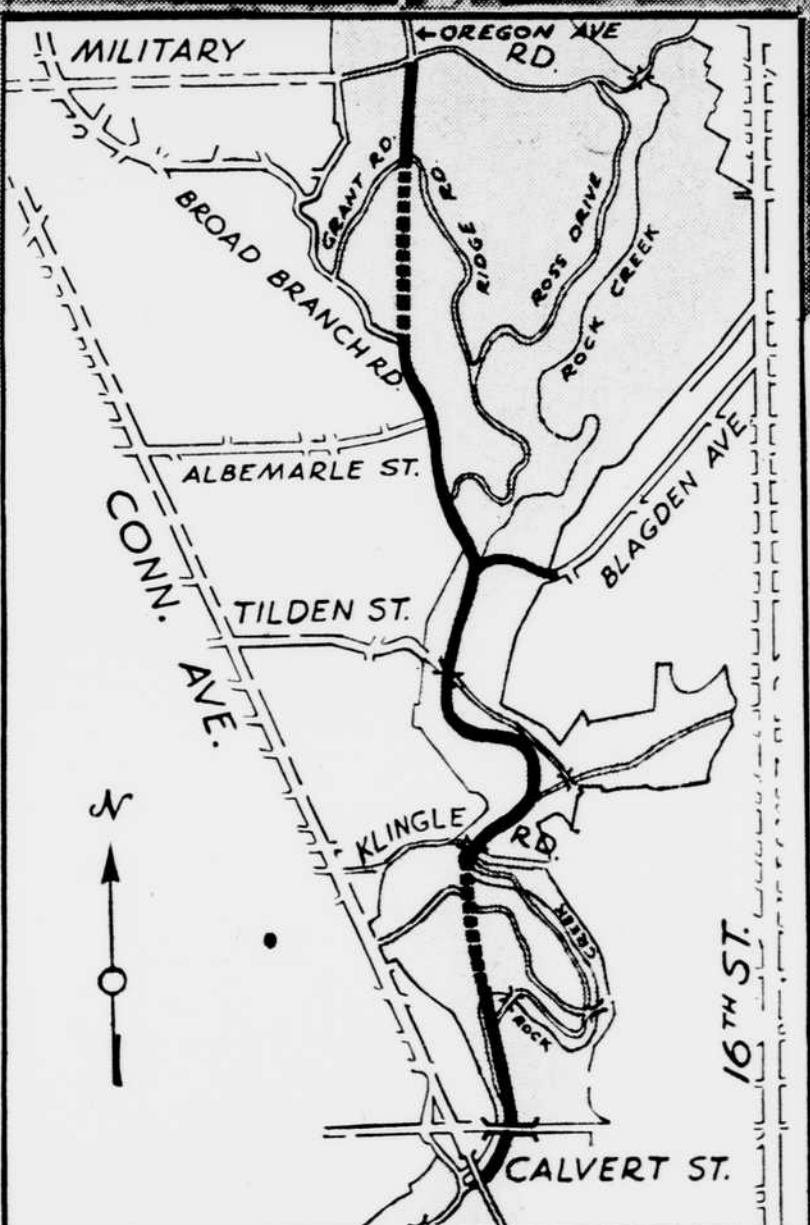 ←OREGON AVE
MILITARY RD.
GRANT RD.
RIDGE RD
ROSS DRIVE
ROCK CREEK
BROAD BRANCH RD.
ALBEMARLE ST.
BLAGDEN AVE.
CONN. AVE.
TILDEN ST.
N
KLINGLE RD.
ROCK CREEK
16TH ST.
CALVERT ST.